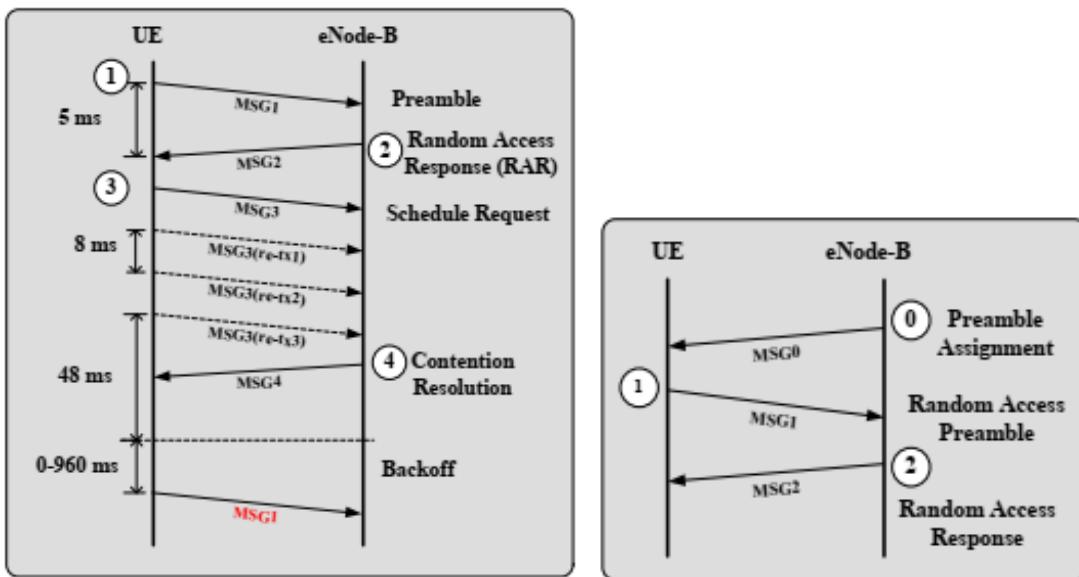 UE
eNode-B
1
MSG1
Preamble
5 ms
2
Random Access
Response (RAR)
MSG2
3
MSG3
Schedule Request
8 ms
MSG3(re-tx1)
MSG3(re-tx2)
MSG3(re-tx3)
48 ms
4
Contention
Resolution
MSG4
0-960 ms
Backoff
MSG1
UE
eNode-B
0
Preamble
Assignment
MSG0
1
MSG1
Random Access
Preamble
2
MSG2
Random Access
Response